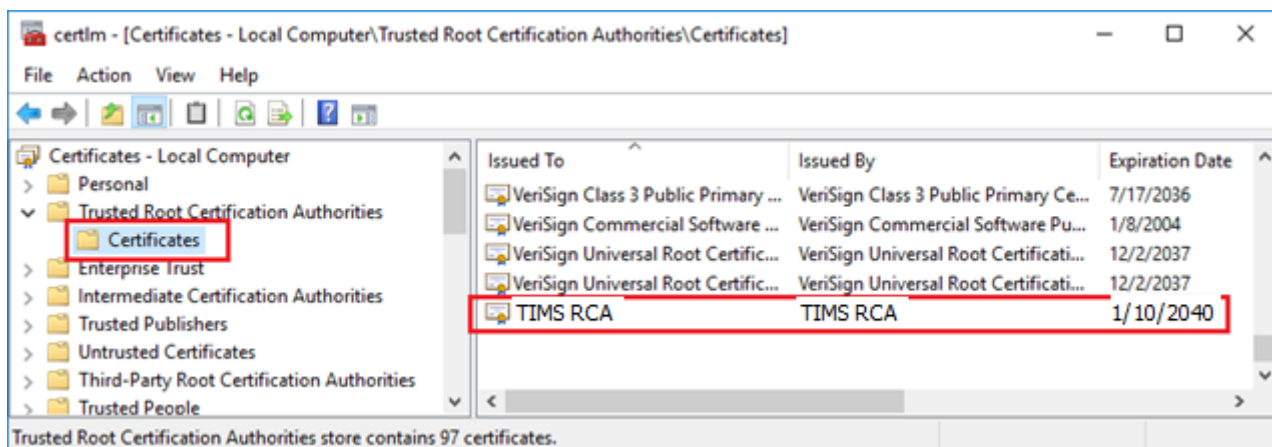 certlm - [Certificates - Local Computer\Trusted Root Certification Authorities\Certificates]
File Action View Help
Certificates - Local Computer
Personal
Trusted Root Certification Authorities
Certificates
Enterprise Trust
Intermediate Certification Authorities
Trusted Publishers
Untrusted Certificates
Third-Party Root Certification Authorities
Trusted People
Issued To Issued By Expiration Date
VeriSign Class 3 Public Primary ... VeriSign Class 3 Public Primary Ce... 7/17/2036
VeriSign Commercial Software ... VeriSign Commercial Software Pu... 1/8/2004
VeriSign Universal Root Certific... VeriSign Universal Root Certificati... 12/2/2037
VeriSign Universal Root Certific... VeriSign Universal Root Certificati... 12/2/2037
TIMS RCA TIMS RCA 1/10/2040
Trusted Root Certification Authorities store contains 97 certificates.